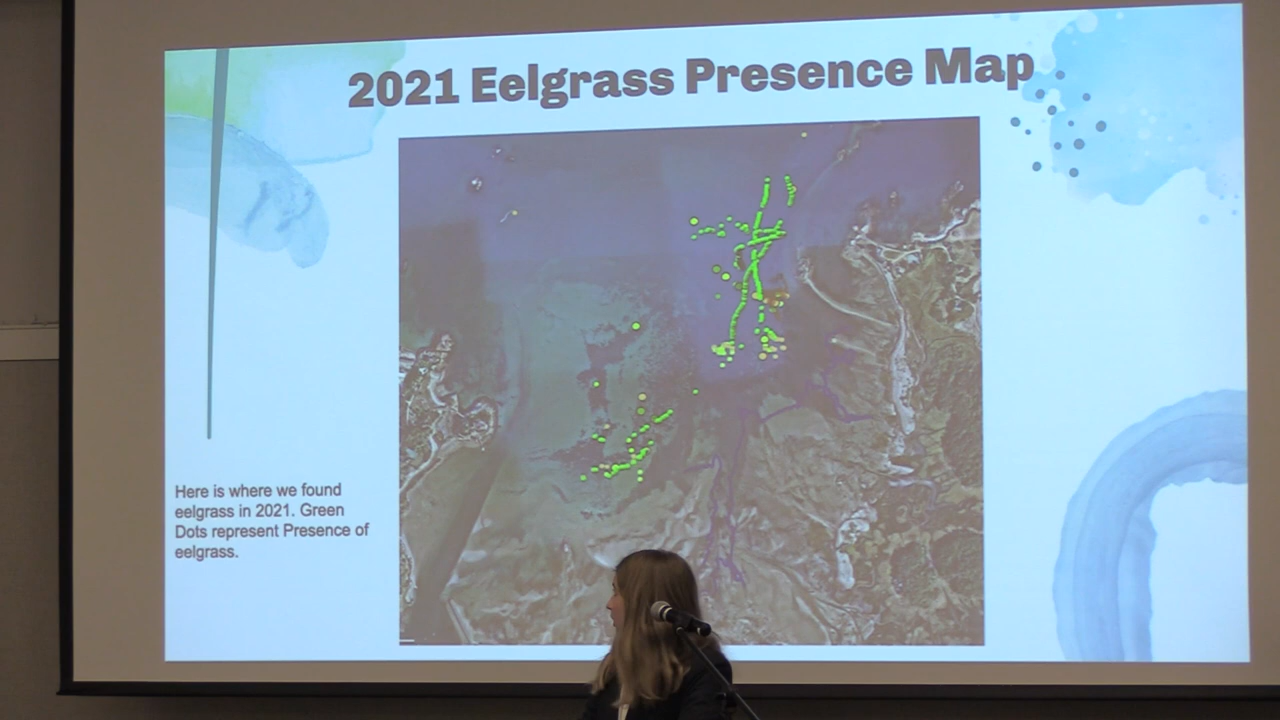 2021 Eelgrass Presence Map
Here is where we found
eelgrass in 2021. Green
Dots represent Presence of
eelgrass.